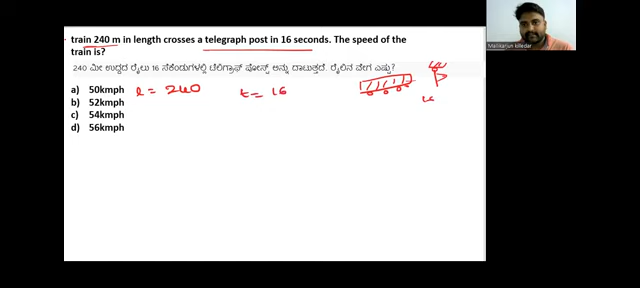 train 240 m in length crosses a telegraph post in 16 seconds. The speed of the
train is?
240 ಮೀ ಉದ್ದದ ರೈಲು 16 ಸೆಕೆಂಡುಗಳಲ್ಲಿ ಟೆಲಿಗ್ರಾಫ್ ಪೋಸ್ಟ್ ಅನ್ನು ದಾಟುತ್ತದೆ. ರೈಲಿನ ವೇಗ ಎಷ್ಟು?
a) 50kmph
b) 52kmph
c) 54kmph
d) 56kmph
l = 240
t = 16
16
Mallikarjun killedar